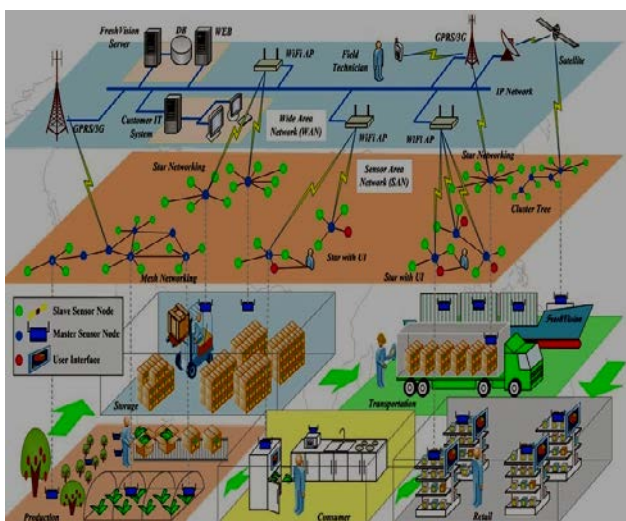 FreshVision
Server
DB
WEB
WiFi AP
Field
Technician
GPRS/3G
Satellite
IP Network
GPRS/3G
Customer IT
System
Wide Area
Network (WAN)
WiFi AP
WiFi AP
Star Networking
Sensor Area
Network (SAN)
Star Networking
Cluster Tree
Mesh Networking
Star with UI
Star with UI
Slave Sensor Node
Master Sensor Node
User Interface
FreshVision
Storage
Transportation
Production
Consumer
Retail